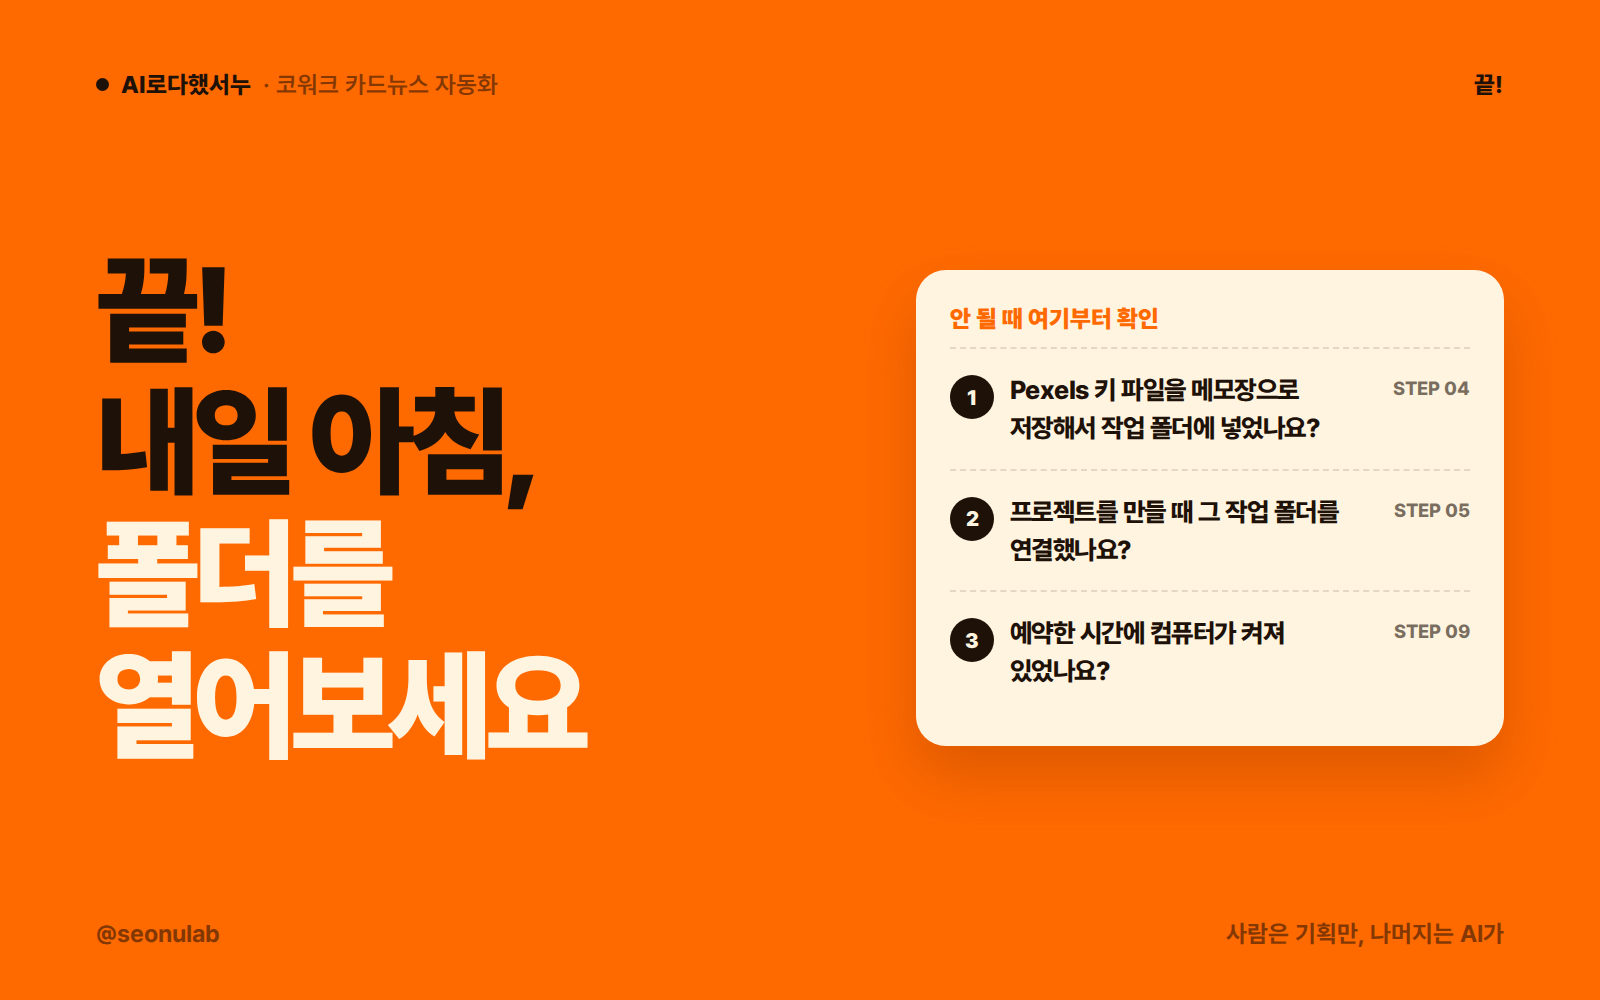 AI로다했서누 · 코워크 카드뉴스 자동화
끝!
끝!
내일 아침,
폴더를
열어보세요
안 될 때 여기부터 확인
1 Pexels 키 파일을 메모장으로 STEP 04
저장해서 작업 폴더에 넣었나요?
2 프로젝트를 만들 때 그 작업 폴더를 STEP 05
연결했나요?
3 예약한 시간에 컴퓨터가 켜져 STEP 09
있었나요?
@seonulab
사람은 기획만, 나머지는 AI가